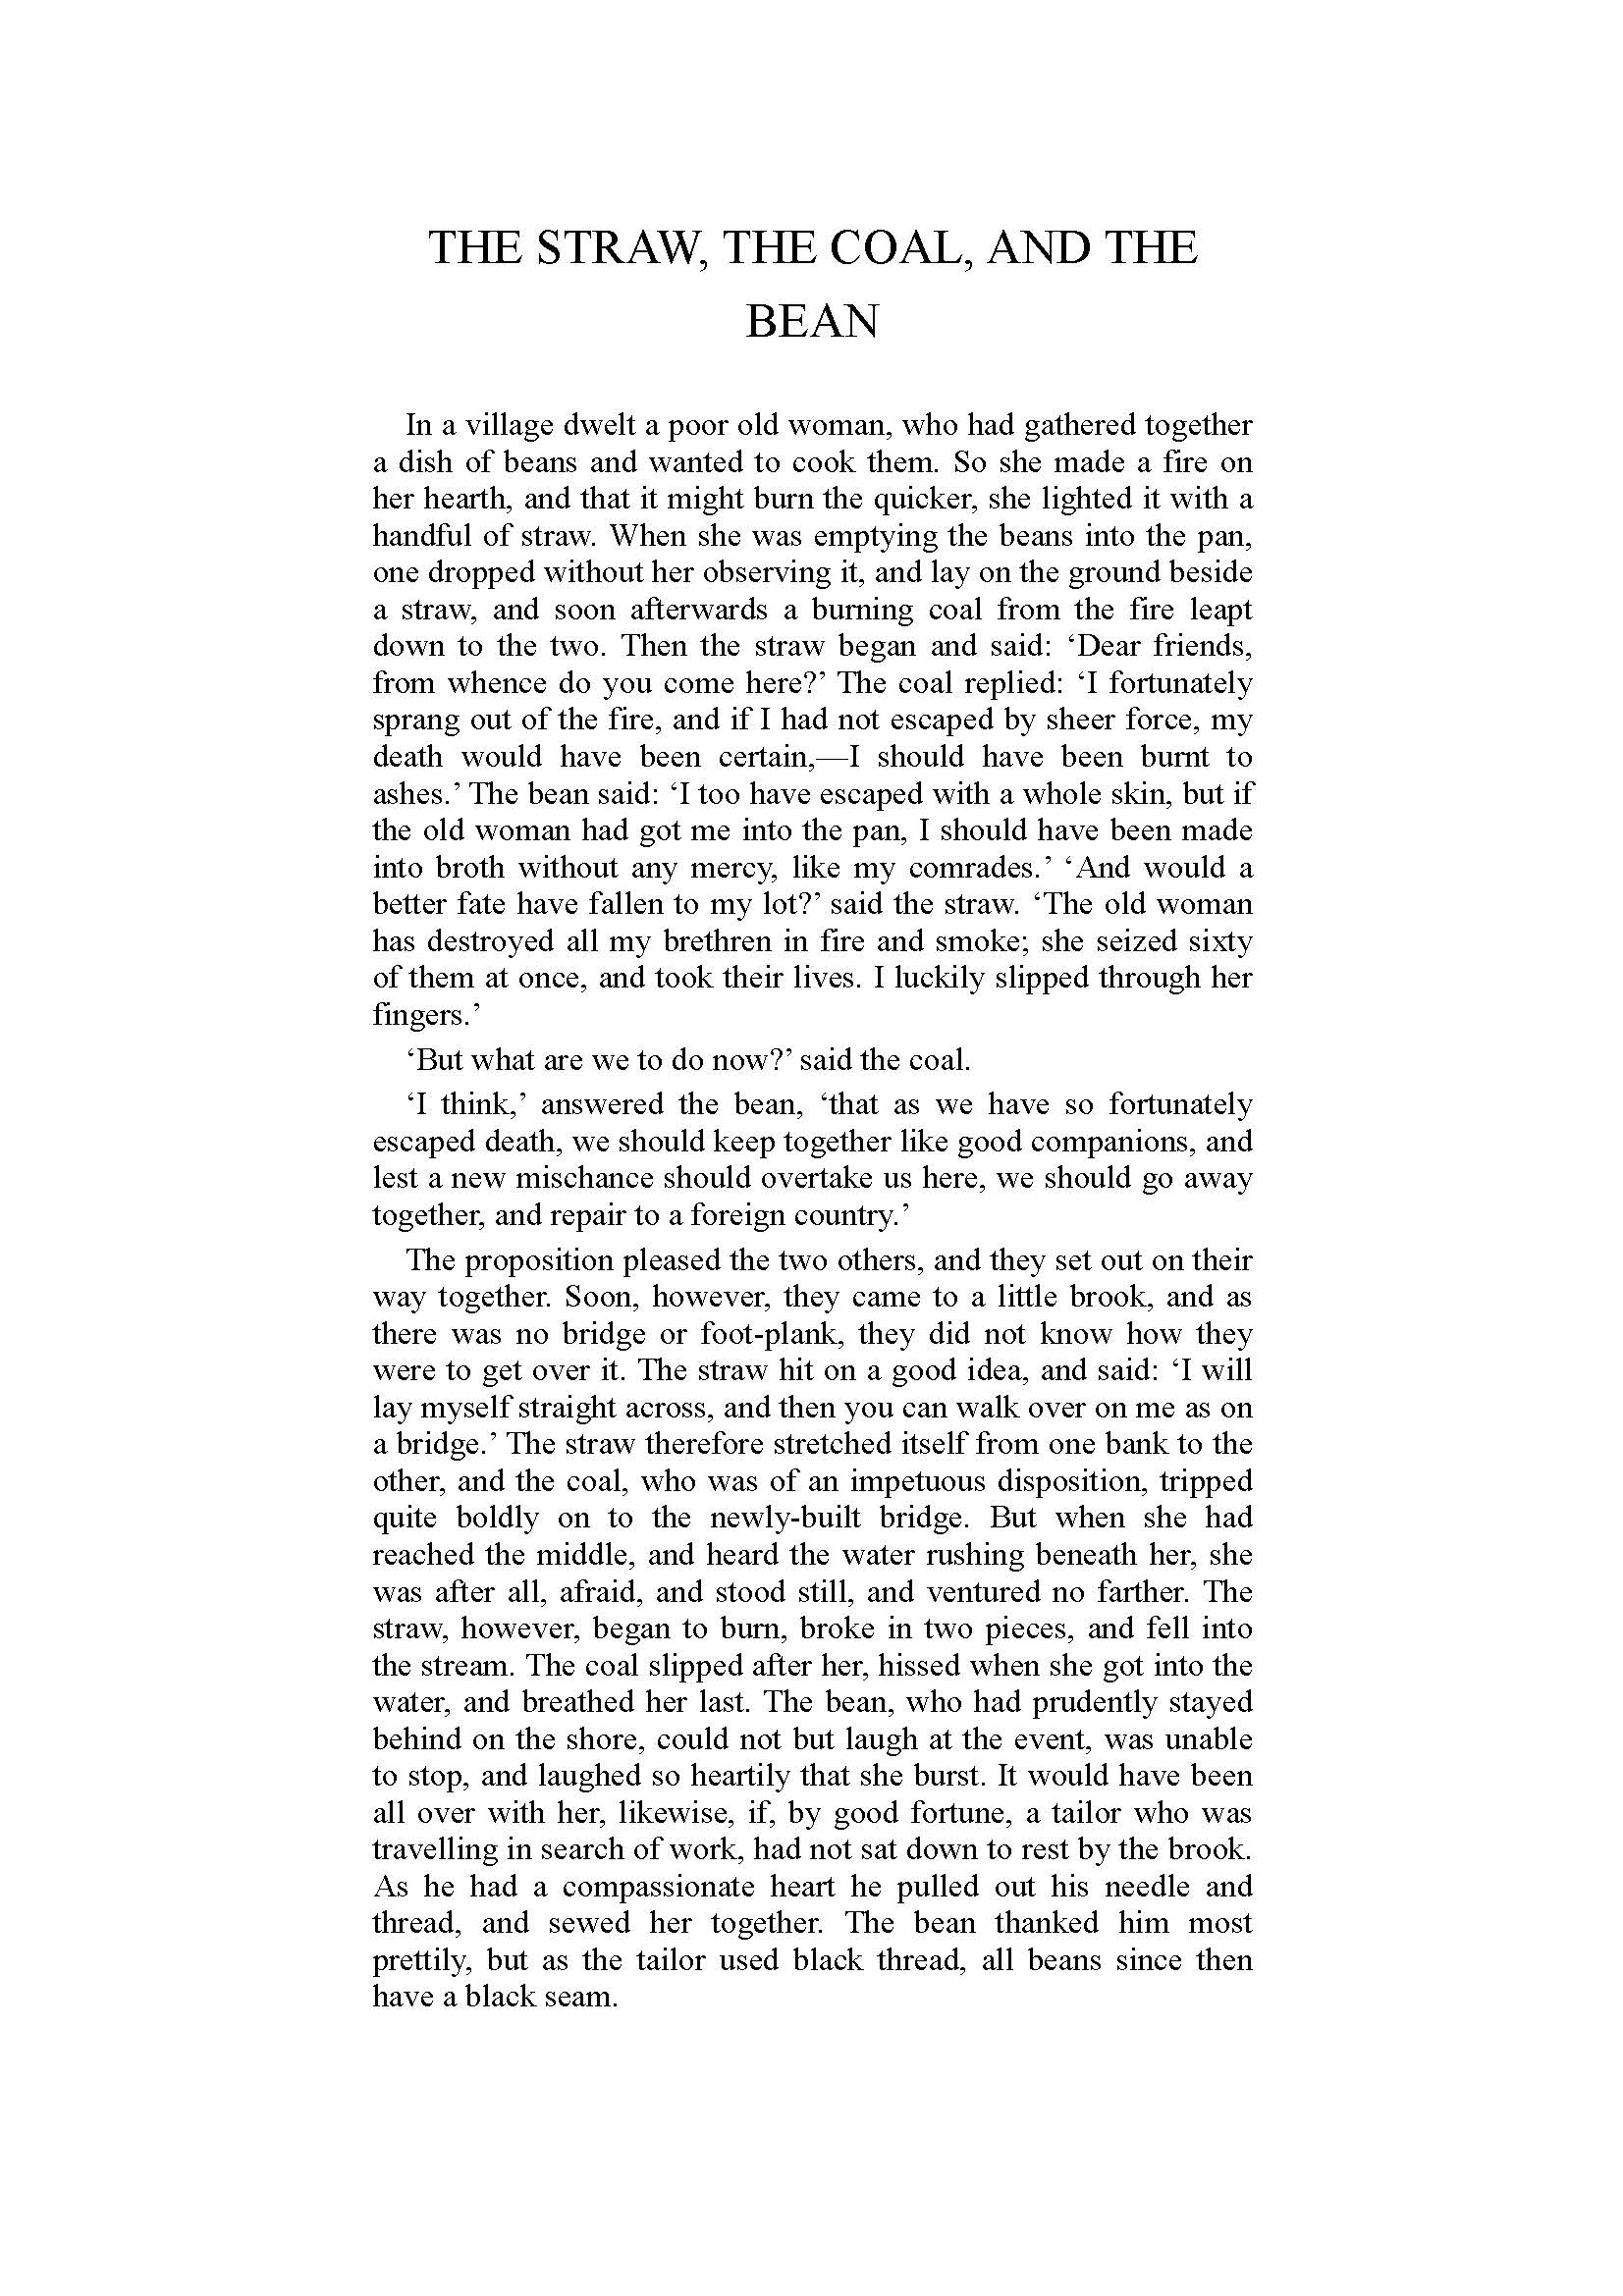 THE STRAW, THE COAL, AND THE
BEAN
In a village dwelt a poor old woman, who had gathered together
a dish of beans and wanted to cook them. So she made a fire on
her hearth, and that it might burn the quicker, she lighted it with a
handful of straw. When she was emptying the beans into the pan,
one dropped without her observing it, and lay on the ground beside
a straw, and soon afterwards a burning coal from the fire leapt
down to the two. Then the straw began and said: ‘Dear friends,
from whence do you come here?’ The coal replied: ‘I fortunately
sprang out of the fire, and if I had not escaped by sheer force, my
death would have been certain,—I should have been burnt to
ashes.’ The bean said: ‘I too have escaped with a whole skin, but if
the old woman had got me into the pan, I should have been made
into broth without any mercy, like my comrades.’ ‘And would a
better fate have fallen to my lot?’ said the straw. ‘The old woman
has destroyed all my brethren in fire and smoke; she seized sixty
of them at once, and took their lives. I luckily slipped through her
fingers.’
‘But what are we to do now?’ said the coal.
‘I think,’ answered the bean, ‘that as we have so fortunately
escaped death, we should keep together like good companions, and
lest a new mischance should overtake us here, we should go away
together, and repair to a foreign country.’
The proposition pleased the two others, and they set out on their
way together. Soon, however, they came to a little brook, and as
there was no bridge or foot-plank, they did not know how they
were to get over it. The straw hit on a good idea, and said: ‘I will
lay myself straight across, and then you can walk over on me as on
a bridge.’ The straw therefore stretched itself from one bank to the
other, and the coal, who was of an impetuous disposition, tripped
quite boldly on to the newly-built bridge. But when she had
reached the middle, and heard the water rushing beneath her, she
was after all, afraid, and stood still, and ventured no farther. The
straw, however, began to burn, broke in two pieces, and fell into
the stream. The coal slipped after her, hissed when she got into the
water, and breathed her last. The bean, who had prudently stayed
behind on the shore, could not but laugh at the event, was unable
to stop, and laughed so heartily that she burst. It would have been
all over with her, likewise, if, by good fortune, a tailor who was
travelling in search of work, had not sat down to rest by the brook.
As he had a compassionate heart he pulled out his needle and
thread, and sewed her together. The bean thanked him most
prettily, but as the tailor used black thread, all beans since then
have a black seam.